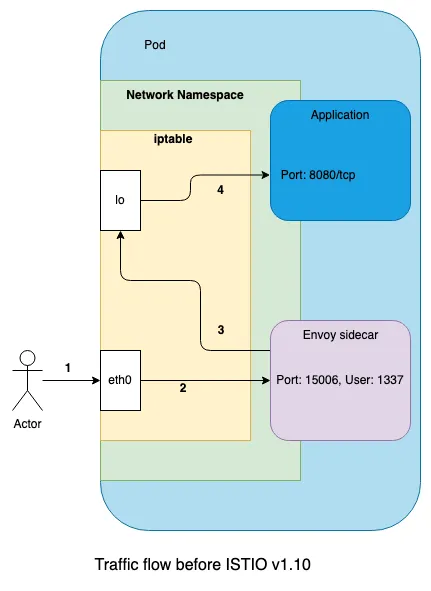 Pod
Network Namespace
Application
iptable
Port: 8080/tcp
lo
4
3
Envoy sidecar
1
eth0
2
Port: 15006, User: 1337
Actor
Traffic flow before ISTIO v1.10